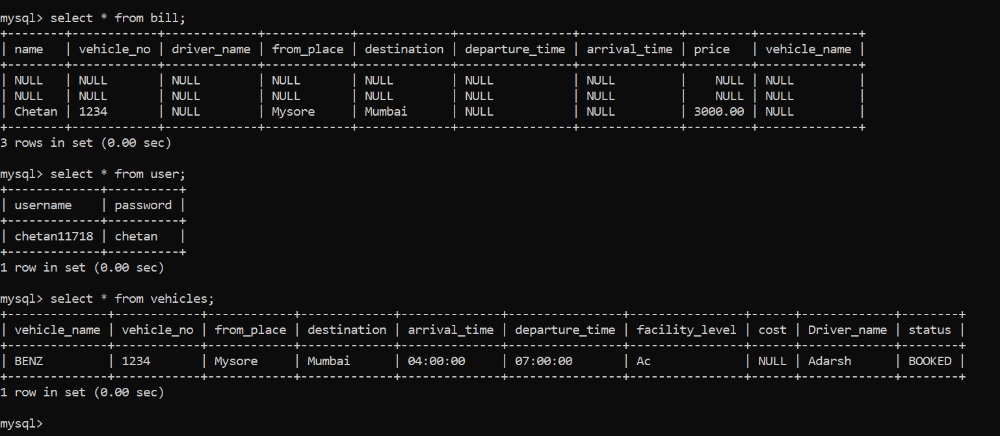 mysql> select * from bill;
+--------+------------+-------------+------------+-------------+----------------+--------------+---------+--------------+
| name   | vehicle_no | driver_name | from_place | destination | departure_time | arrival_time | price   | vehicle_name |
+--------+------------+-------------+------------+-------------+----------------+--------------+---------+--------------+
| NULL   | NULL       | NULL        | NULL       | NULL        | NULL           | NULL         |    NULL | NULL         |
| NULL   | NULL       | NULL        | NULL       | NULL        | NULL           | NULL         |    NULL | NULL         |
| Chetan | 1234       | NULL        | Mysore     | Mumbai      | NULL           | NULL         | 3000.00 | NULL         |
+--------+------------+-------------+------------+-------------+----------------+--------------+---------+--------------+
3 rows in set (0.00 sec)
mysql> select * from user;
+-------------+----------+
| username    | password |
+-------------+----------+
| chetan11718 | chetan   |
+-------------+----------+
1 row in set (0.00 sec)
mysql> select * from vehicles;
+--------------+------------+------------+-------------+--------------+----------------+----------------+------+-------------+--------+
| vehicle_name | vehicle_no | from_place | destination | arrival_time | departure_time | facility_level | cost | Driver_name | status |
+--------------+------------+------------+-------------+--------------+----------------+----------------+------+-------------+--------+
| BENZ         | 1234       | Mysore     | Mumbai      | 04:00:00     | 07:00:00       | Ac             | NULL | Adarsh      | BOOKED |
+--------------+------------+------------+-------------+--------------+----------------+----------------+------+-------------+--------+
1 row in set (0.00 sec)
mysql>